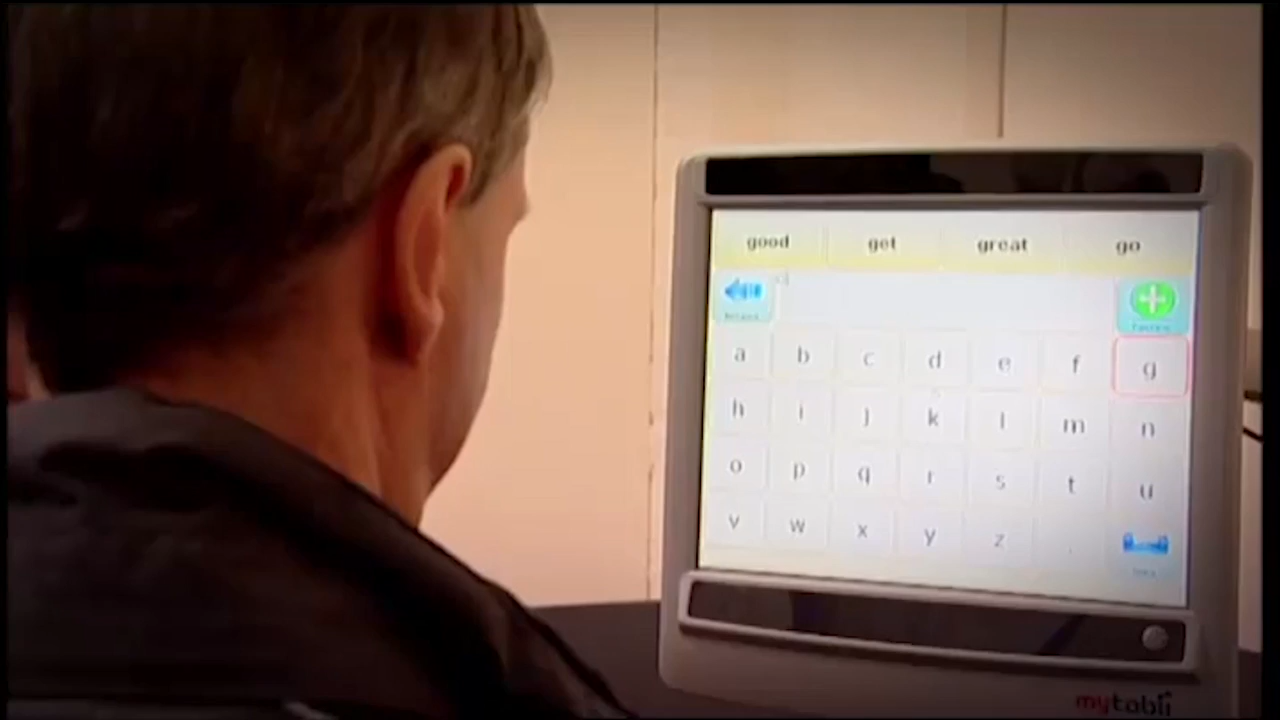 good get great go
a b c d e f g
h i j k l m n
o p q r s t u
v w x y z .
mytobii